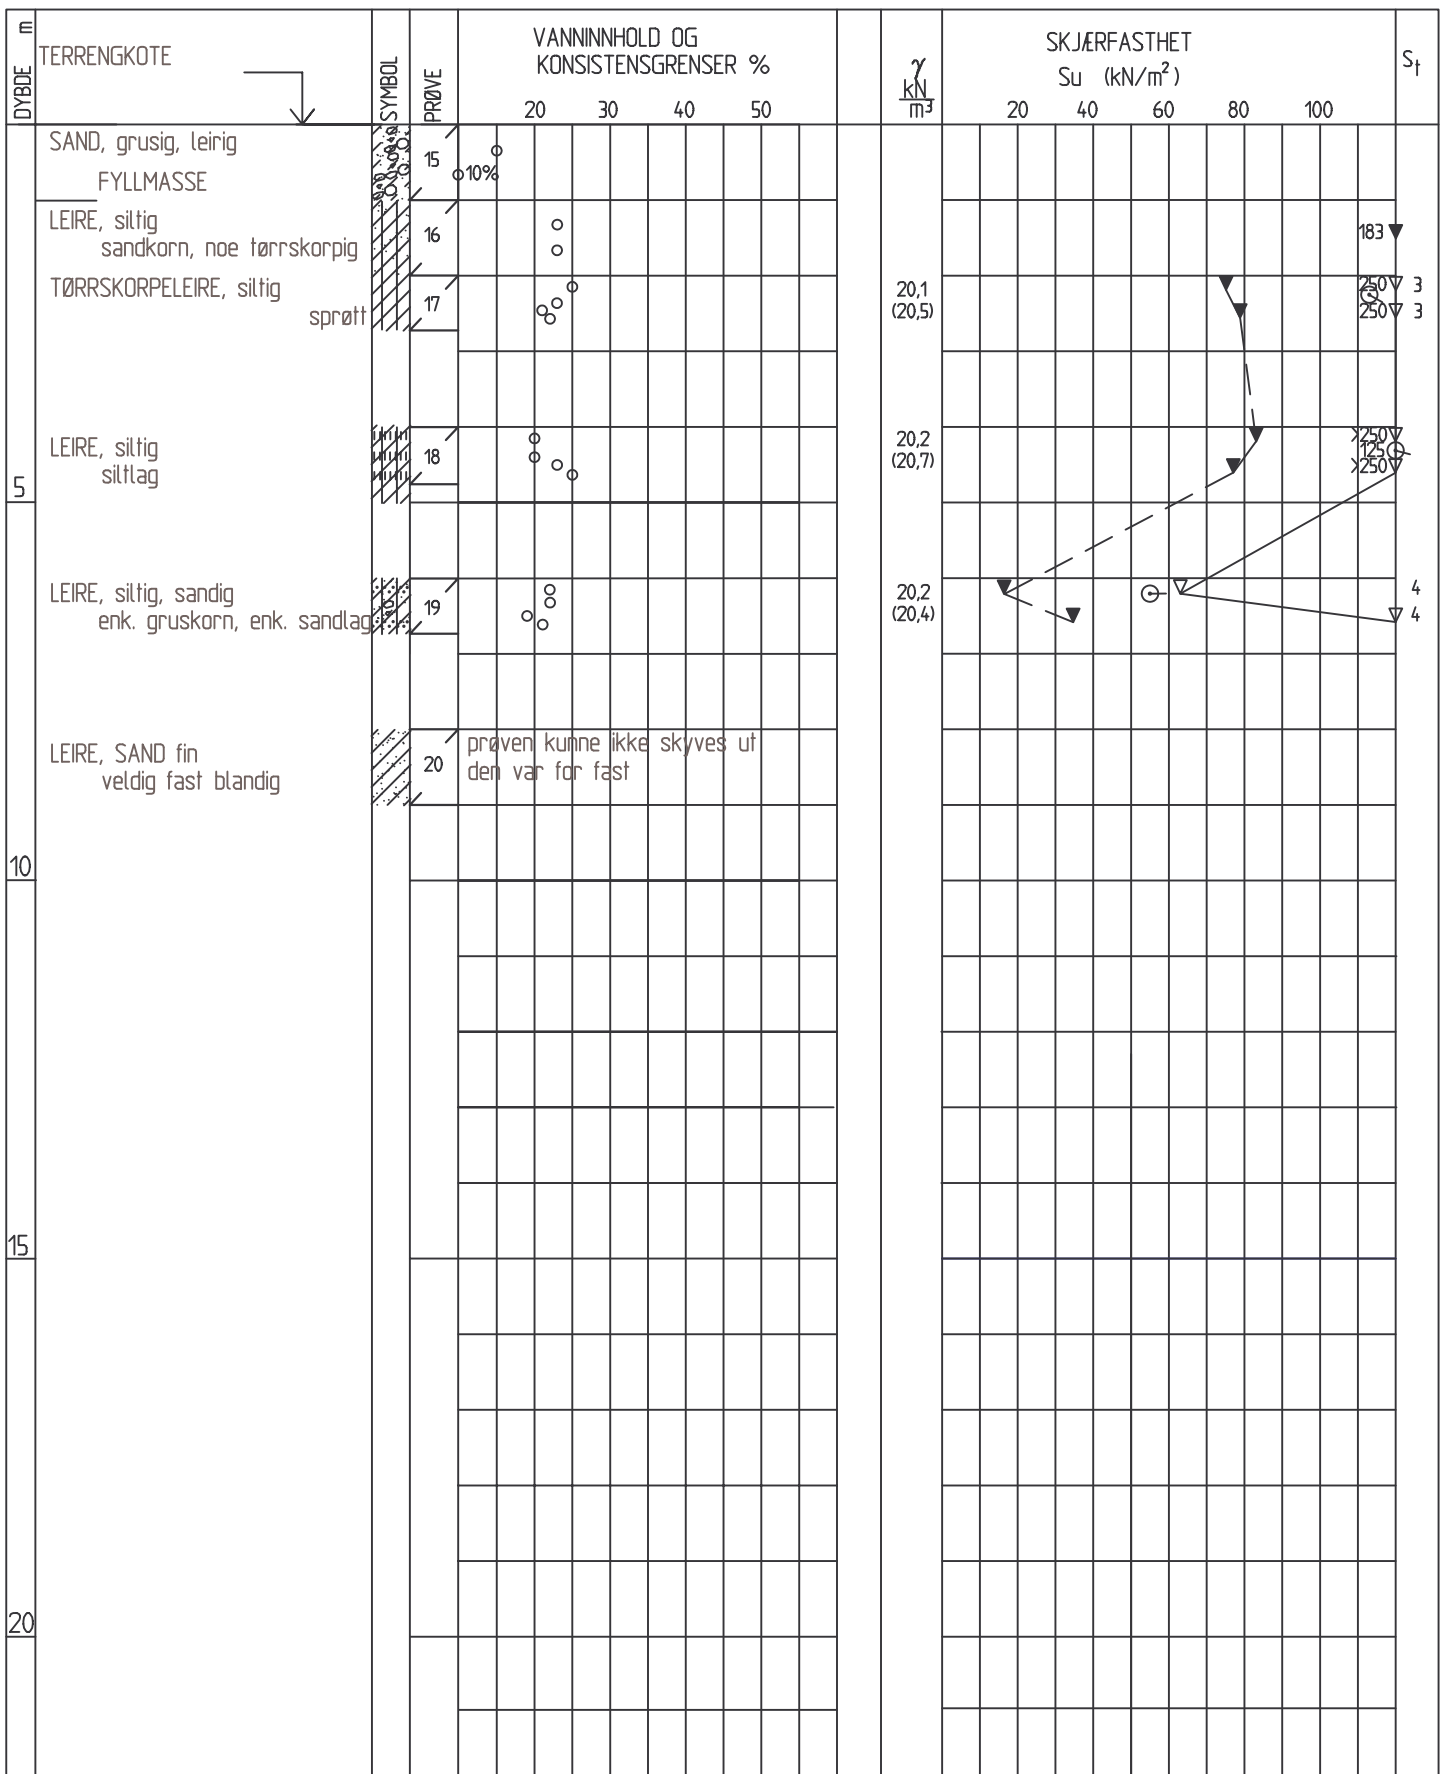 DYBDE m
TERRENGKOTE
SYMBOL
PRØVE
VANNINNHOLD OG
KONSISTENSGRENSER %
20 30 40 50
γ
kN
m³
SKJÆRFASTHET
Su (kN/m²)
20 40 60 80 100
St
SAND, grusig, leirig
FYLLMASSE
15
10%
LEIRE, siltig
sandkorn, noe tørrskorpig
16
183
TØRRSKORPELEIRE, siltig
sprøtt
17
20,1
(20,5)
250 3
250 3
LEIRE, siltig
siltlag
18
20,2
(20,7)
>250
125
>250
5
LEIRE, siltig, sandig
enk. gruskorn, enk. sandlag
19
20,2
(20,4)
4
4
LEIRE, SAND fin
veldig fast blandig
20
prøven kunne ikke skyves ut
den var for fast
10
15
20